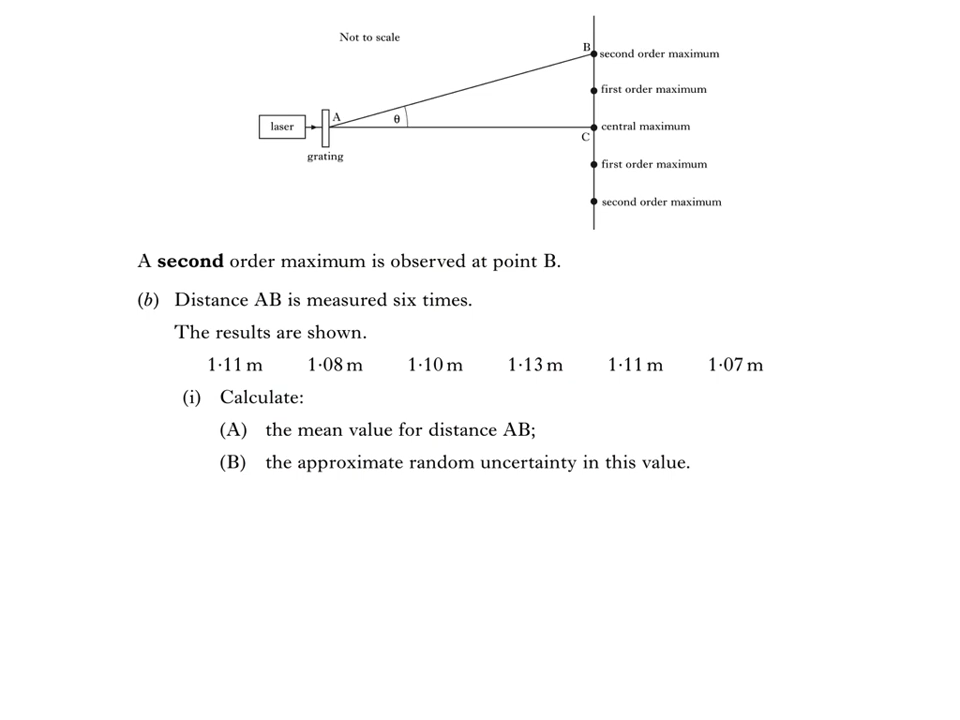 Not to scale
B
second order maximum
first order maximum
A
θ
laser
central maximum
C
grating
first order maximum
second order maximum
A second order maximum is observed at point B.
(b) Distance AB is measured six times.
The results are shown.
1·11 m 1·08 m 1·10 m 1·13 m 1·11 m 1·07 m
(i) Calculate:
(A) the mean value for distance AB;
(B) the approximate random uncertainty in this value.